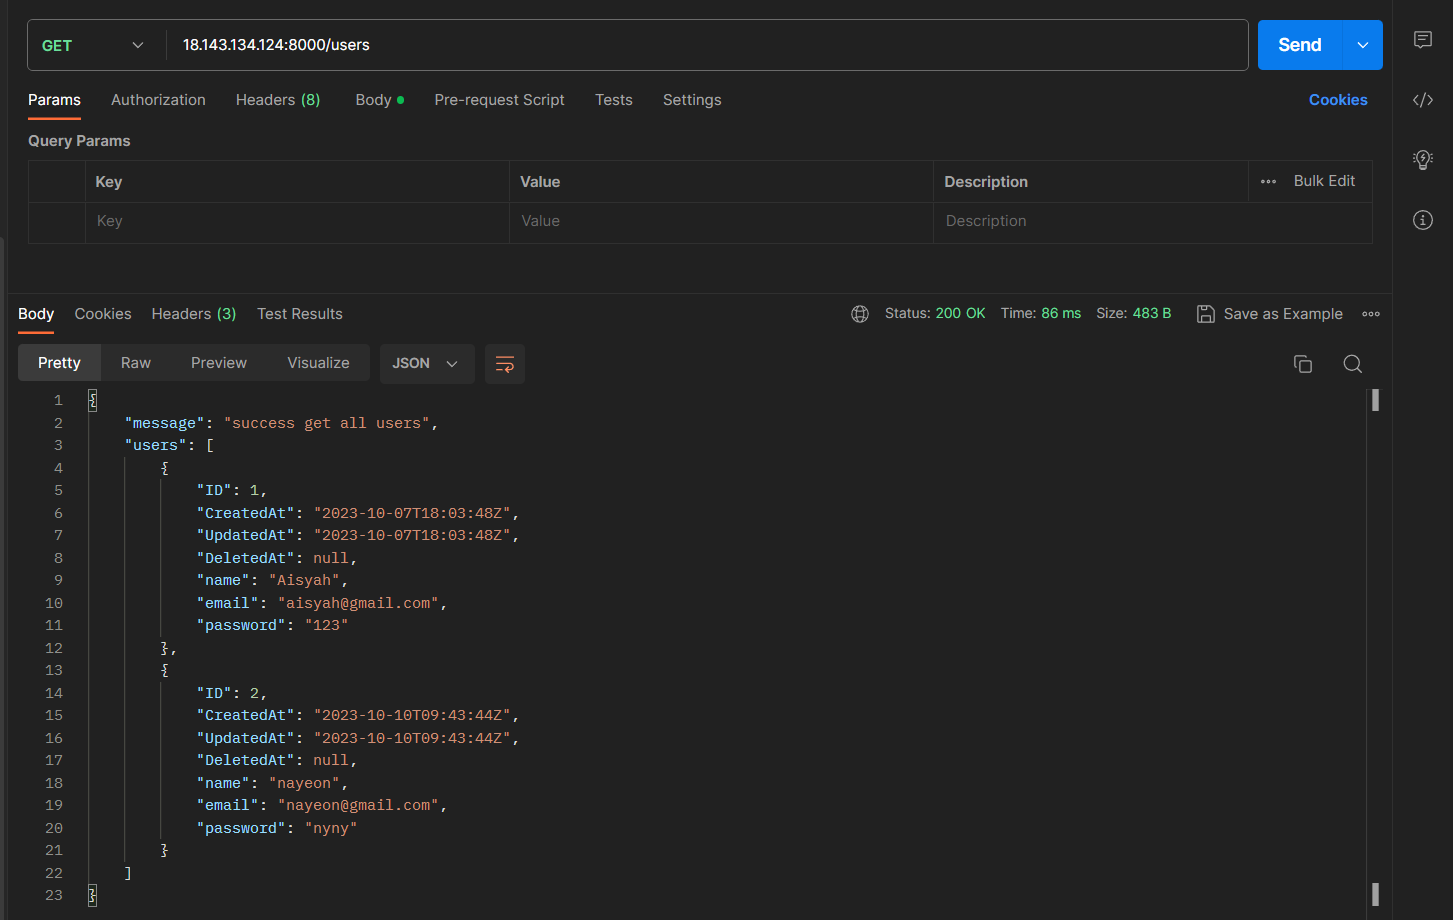 GET 18.143.134.124:8000/users Send
Params Authorization Headers (8) Body Pre-request Script Tests Settings Cookies
Query Params
Key Value Description Bulk Edit
Key Value Description
Body Cookies Headers (3) Test Results Status: 200 OK Time: 86 ms Size: 483 B Save as Example
Pretty Raw Preview Visualize JSON
1 {
2 "message": "success get all users",
3 "users": [
4 {
5 "ID": 1,
6 "CreatedAt": "2023-10-07T18:03:48Z",
7 "UpdatedAt": "2023-10-07T18:03:48Z",
8 "DeletedAt": null,
9 "name": "Aisyah",
10 "email": "aisyah@gmail.com",
11 "password": "123"
12 },
13 {
14 "ID": 2,
15 "CreatedAt": "2023-10-10T09:43:44Z",
16 "UpdatedAt": "2023-10-10T09:43:44Z",
17 "DeletedAt": null,
18 "name": "nayeon",
19 "email": "nayeon@gmail.com",
20 "password": "nyny"
21 }
22 ]
23 }